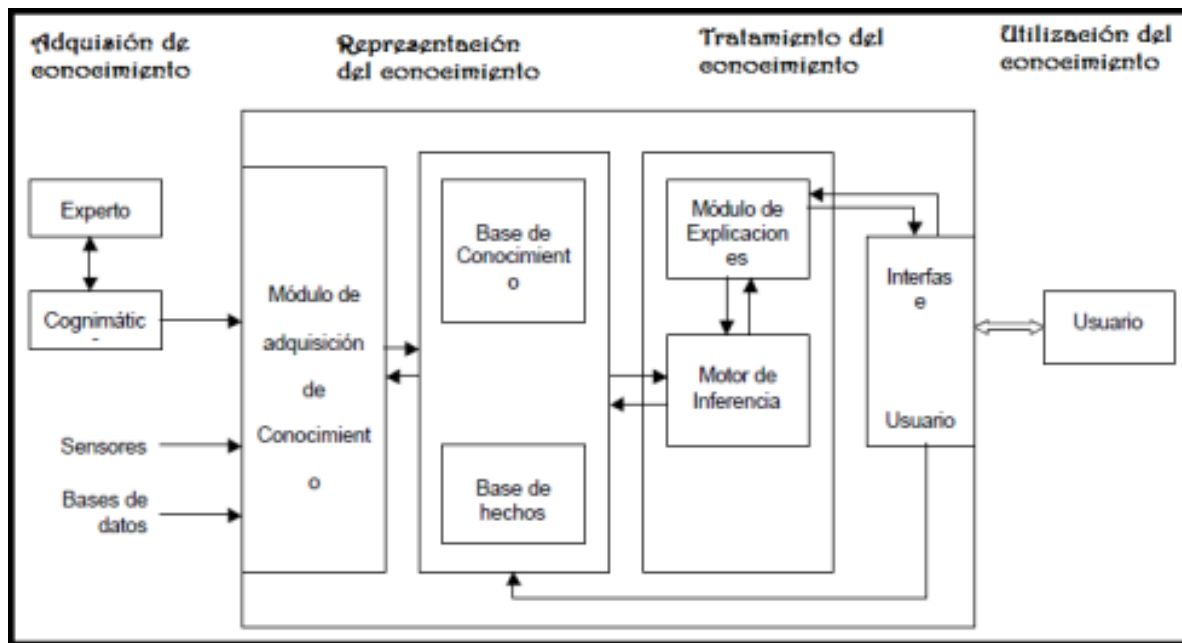 Adquisión de
conocimiento
Representación
del conocimiento
Tratamiento del
conocimiento
Utilización del
conocimiento
Experto
Cognimátic
Sensores
Bases de
datos
Módulo de
adquisición
de
Conocimient
o
Base de
Conocimient
o
Base de
hechos
Módulo de
Explicacion
es
Motor de
Inferencia
Interfas
e
Usuario
Usuario